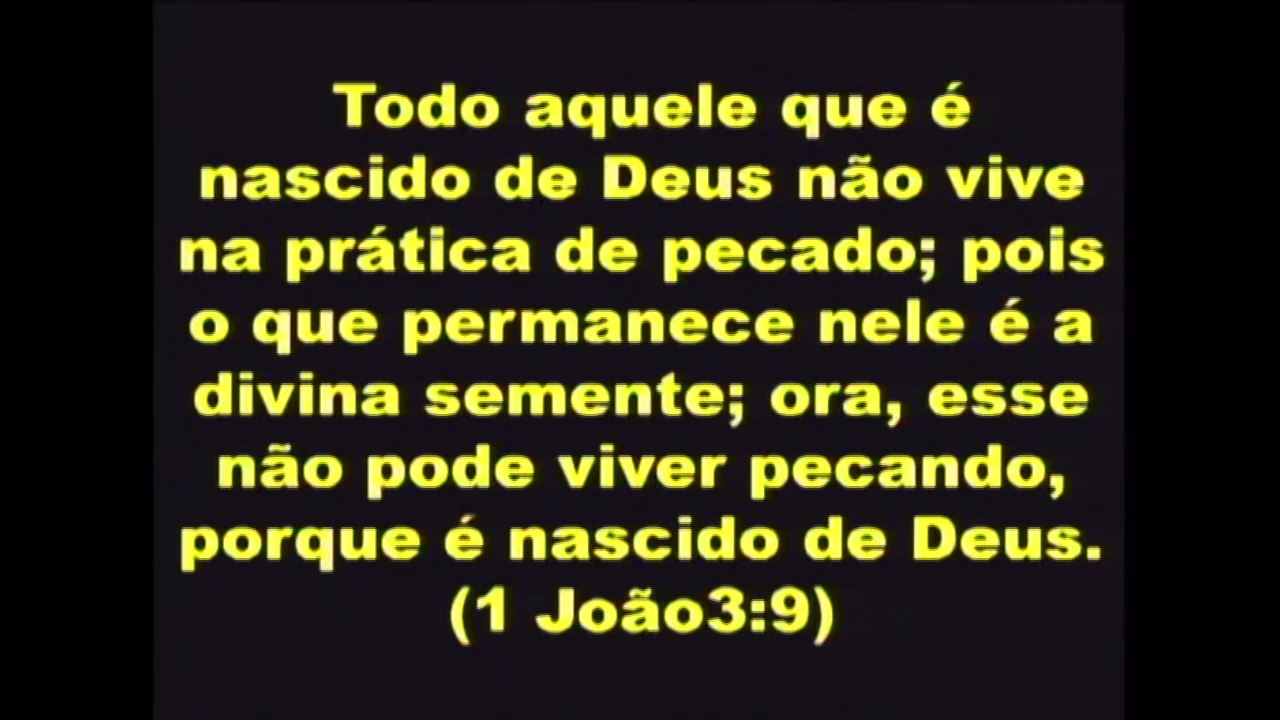 Todo aquele que é
nascido de Deus não vive
na prática de pecado; pois
o que permanece nele é a
divina semente; ora, esse
não pode viver pecando,
porque é nascido de Deus.
(1 João3:9)